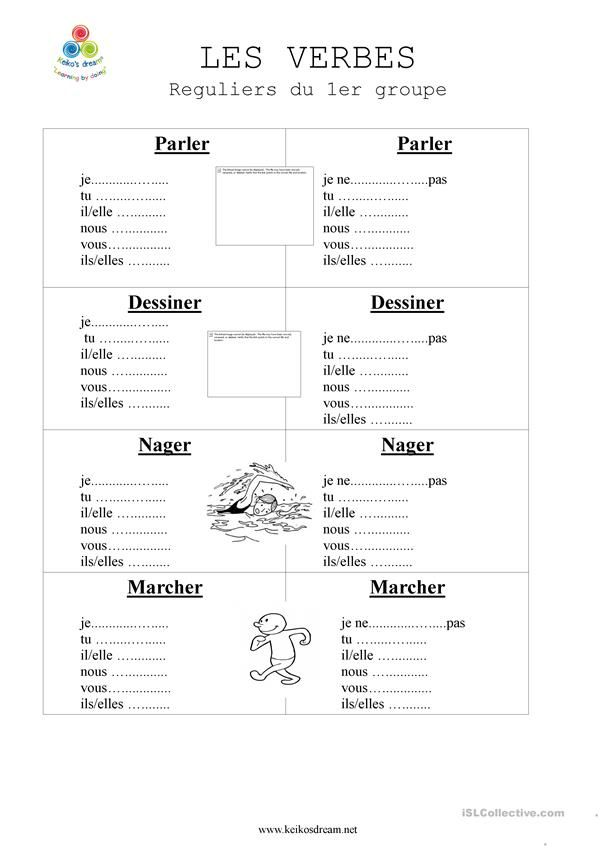 Keiko's dream
"Learning by doing"
LES VERBES
Reguliers du 1er groupe
Parler
je............…......
tu …......…......
il/elle …..........
nous …............
vous…..............
ils/elles …........
Parler
je ne.............…......pas
tu …......…......
il/elle …..........
nous …............
vous…..............
ils/elles …........
Dessiner
je............…......
tu …......…......
il/elle …..........
nous …............
vous…..............
ils/elles …........
Dessiner
je ne.............…......pas
tu …......…......
il/elle …..........
nous …............
vous…..............
ils/elles …........
Nager
je............…......
tu …......…......
il/elle …..........
nous …............
vous…..............
ils/elles …........
Nager
je ne.............…......pas
tu …......…......
il/elle …..........
nous …............
vous…..............
ils/elles …........
Marcher
je............…......
tu …......…......
il/elle …..........
nous …............
vous…..............
ils/elles …........
Marcher
je ne............…......pas
tu …......…......
il/elle …..........
nous …............
vous…..............
ils/elles …........
iSLCollective.com
www.keikosdream.net